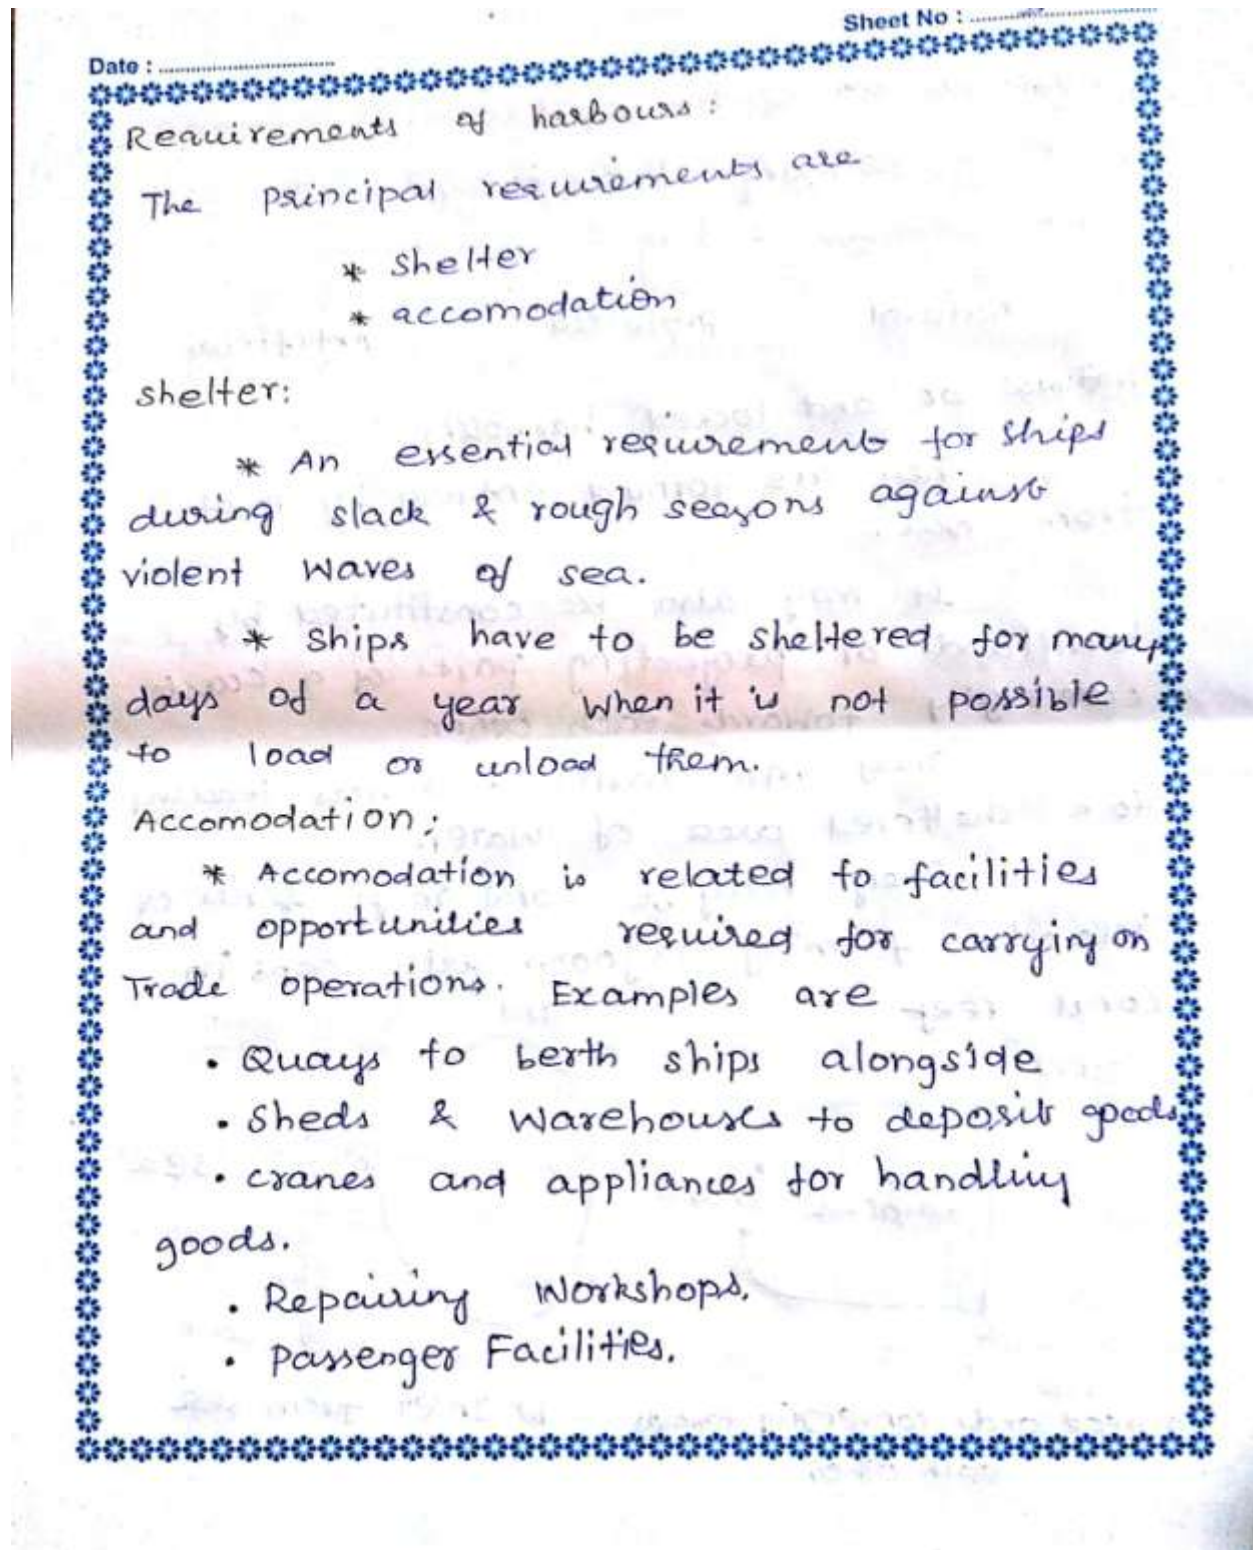 Sheet No : ..............................
Date : ..............................
Requirements of harbours:
The principal requirements are
* Shelter
* accomodation
shelter:
* An essential requirement for ships
during slack & rough seasons against
violent waves of sea.
* Ships have to be sheltered for many
days of a year when it is not possible
to load or unload them.
Accomodation:
* Accomodation is related to facilities
and opportunities required for carrying on
Trade operations. Examples are
• Quays to berth ships alongside
• Sheds & Warehouses to deposit goods
• cranes and appliances for handling
goods.
• Repairing Workshops.
• Passenger Facilities.